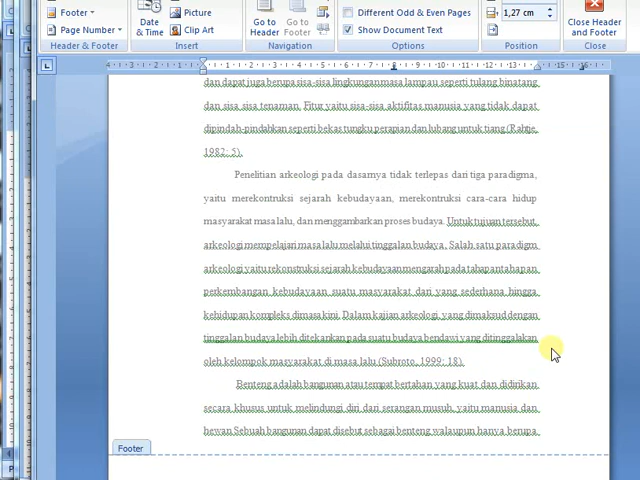 Footer
Page Number
Header & Footer
Date & Time
Picture
Clip Art
Insert
Go to Header
Go to Footer
Navigation
Different Odd & Even Pages
Show Document Text
Options
1,27 cm
Position
Close Header and Footer
Close
dan dapat juga berupa sisa-sisa lingkungan masa lampau seperti tulang binatang
dan sisa sisa tenaman. Fitur yaitu sisa-sisa aktifitas manusia yang tidak dapat
dipindah-pindahkan seperti bekas tungku perapian dan lubang untuk tiang (Rahtje,
1982: 5).
Penelitian arkeologi pada dasarnya tidak terlepas dari tiga paradigma,
yaitu merekontruksi sejarah kebudayaan, merekontruksi cara-cara hidup
masyarakat masa lalu, dan menggambarkan proses budaya. Untuk tujuan tersebut,
arkeologi mempelajari masa lalu melalui tinggalan budaya. Salah satu paradigm
arkeologi yaitu rekonstruksi sejarah kebudayaan mengarah pada tahapan tahapan
perkembangan kebudayaan suatu masyarakat dari yang sederhana hingga
kehidupan kompleks dimasa kini. Dalam kajian arkeologi, yang dimaksud dengan
tinggalan budaya lebih ditekankan pada suatu budaya bendawi yang ditinggalakan
oleh kelompok masyarakat di masa lalu (Subroto, 1999: 18).
Benteng adalah bangunan atau tempat bertahan yang kuat dan didirikan
secara khusus untuk melindungi diri dari serangan musuh, yaitu manusia dan
hewan Sebuah bangunan dapat disebut sebagai benteng walaupun hanya berupa
Footer